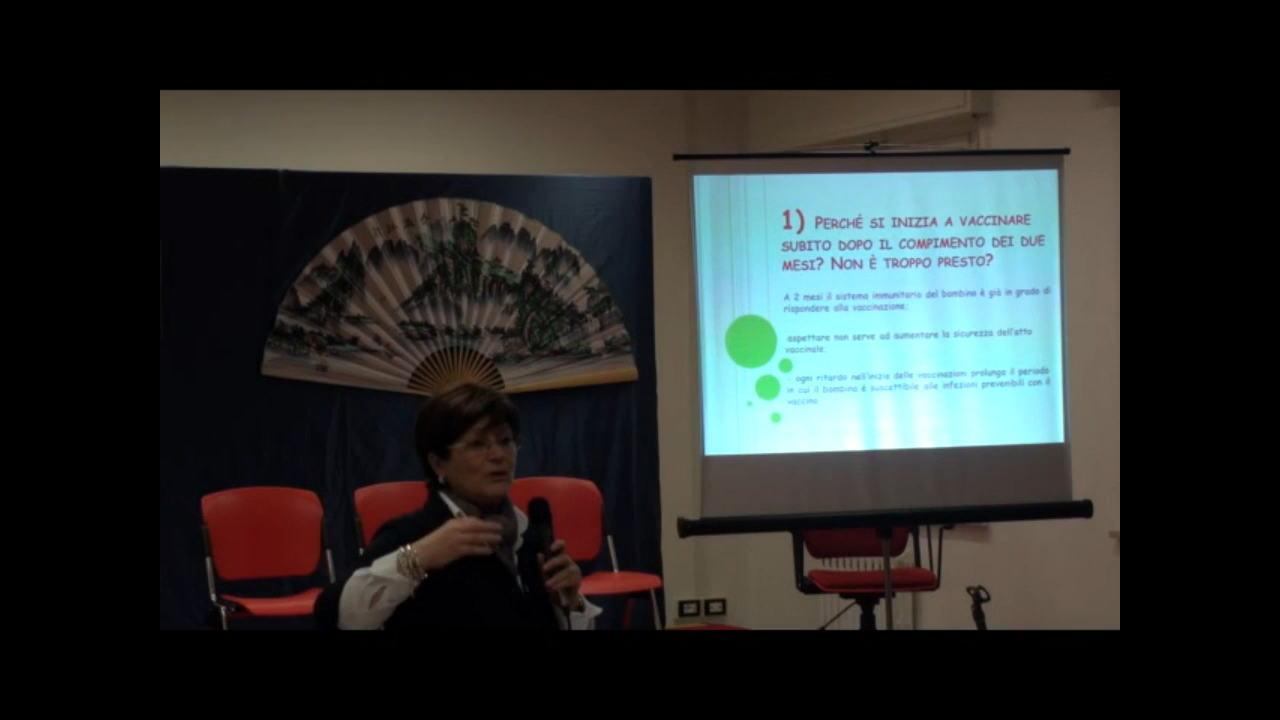 1) PERCHÉ SI INIZIA A VACCINARE
SUBITO DOPO IL COMPIMENTO DEI DUE
MESI? NON È TROPPO PRESTO?
A 2 mesi il sistema immunitario del bambino è già in grado di
rispondere alla vaccinazione;
aspettare non serve ad aumentare la sicurezza dell'atto
vaccinale;
- ogni ritardo nell'inizio delle vaccinazioni prolunga il periodo
in cui il bambino è suscettibile alle infezioni prevenibili con il
vaccino